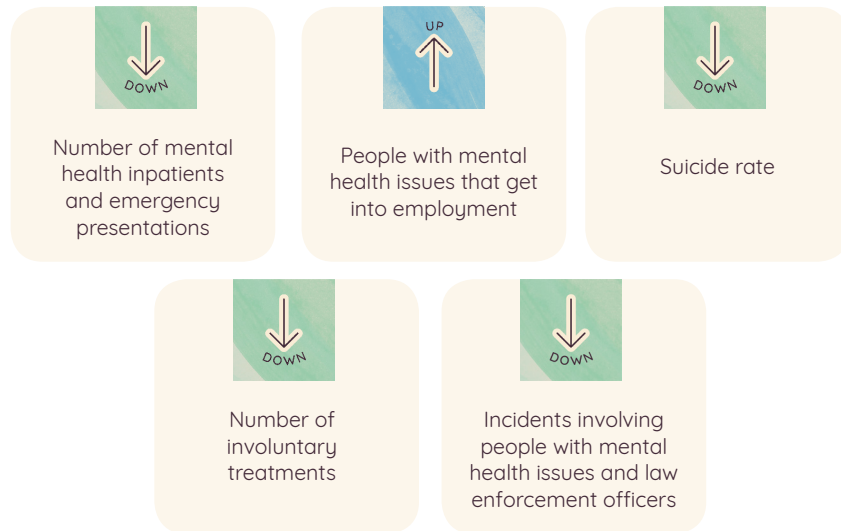 DOWN
Number of mental
health inpatients
and emergency
presentations
UP
People with mental
health issues that get
into employment
DOWN
Suicide rate
DOWN
Number of
involuntary
treatments
DOWN
Incidents involving
people with mental
health issues and law
enforcement officers